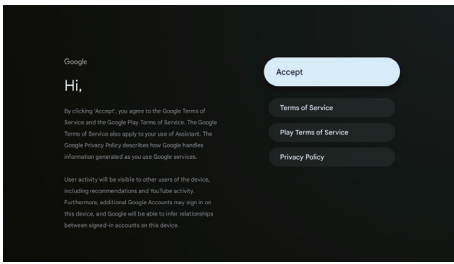 Google
Hi,
By clicking 'Accept', you agree to the Google Terms of
Service and the Google Play Terms of Service. The Google
Terms of Service also apply to your use of Assistant. The
Google Privacy Policy describes how Google handles
information generated as you use Google services.
User activity will be visible to other users of the device,
including recommendations and YouTube activity.
Furthermore, additional Google Accounts may sign in on
this device, and Google will be able to infer relationships
between signed-in accounts on this device.
Accept
Terms of Service
Play Terms of Service
Privacy Policy